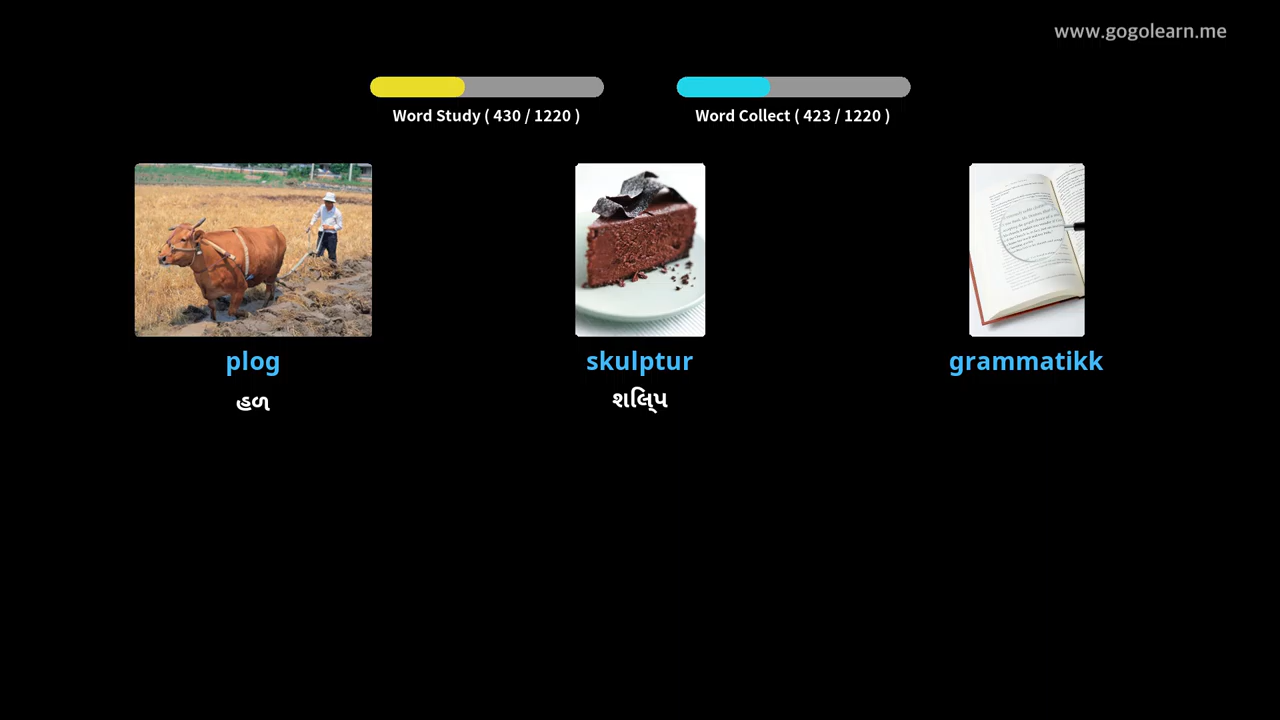 www.gogolearn.me
Word Study ( 430 / 1220 )
Word Collect ( 423 / 1220 )
plog
skulptur
grammatikk
હળ
શલ્પિ